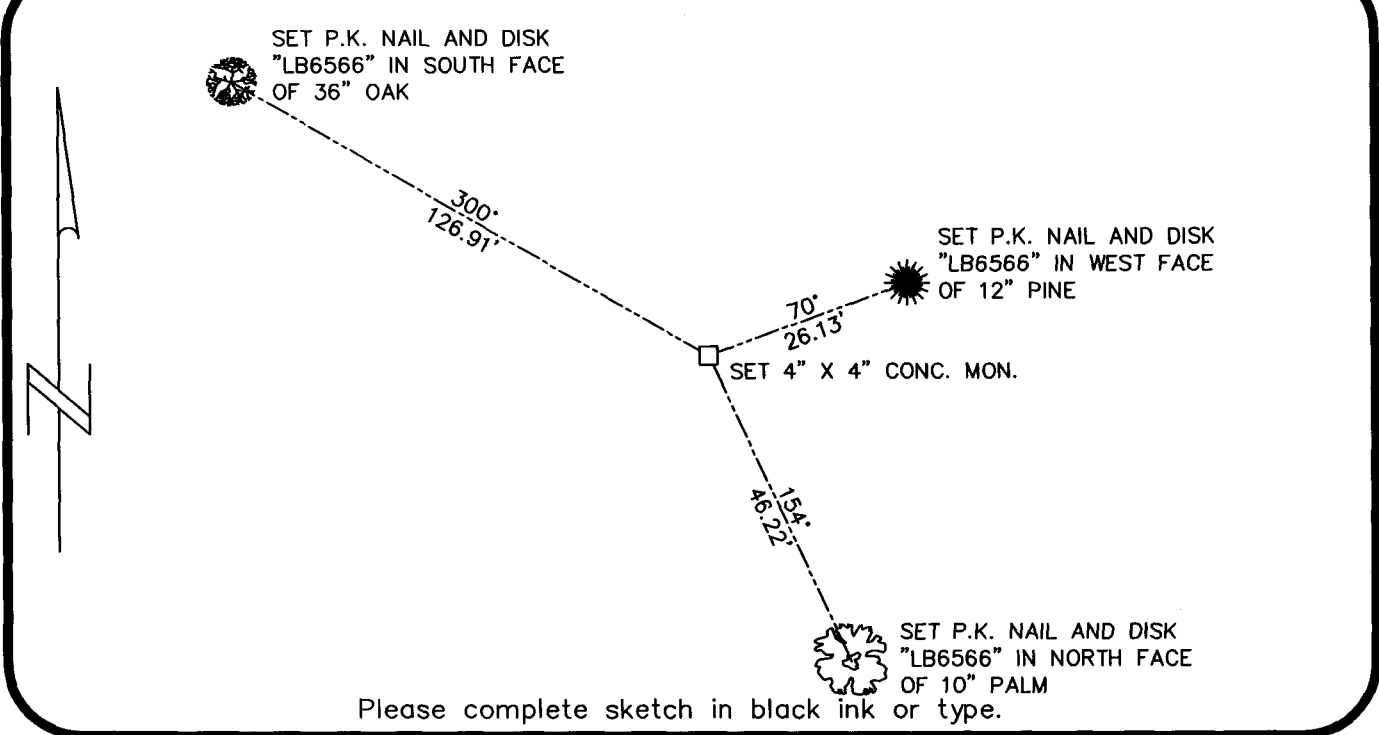 SET P.K. NAIL AND DISK
"LB6566" IN SOUTH FACE
OF 36" OAK
300°
126.91'
SET P.K. NAIL AND DISK
"LB6566" IN WEST FACE
OF 12" PINE
70°
26.13'
SET 4" X 4" CONC. MON.
154°
46.22'
SET P.K. NAIL AND DISK
"LB6566" IN NORTH FACE
OF 10" PALM
N
Please complete sketch in black ink or type.